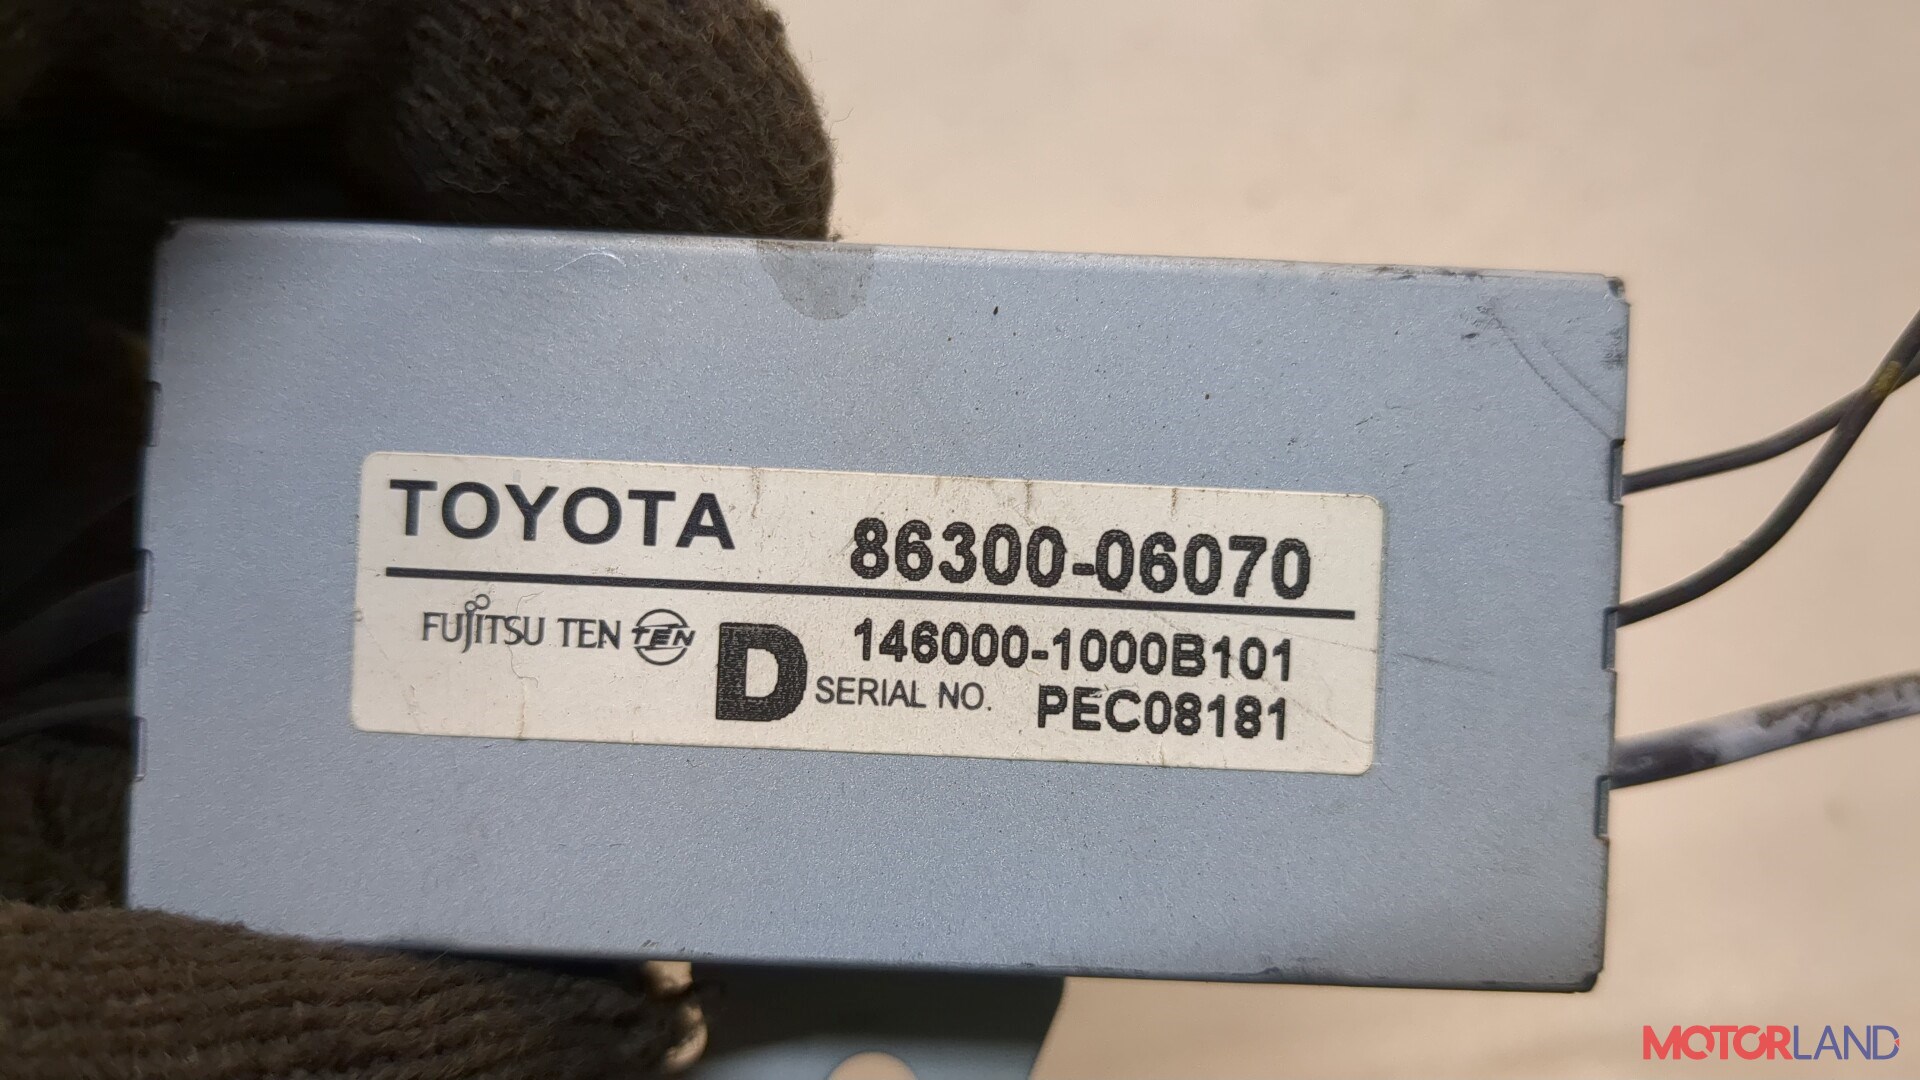 TOYOTA 86300-06070
FUJITSU TEN TEN D 146000-1000B101
SERIAL NO. PEC08181
MOTORLAND